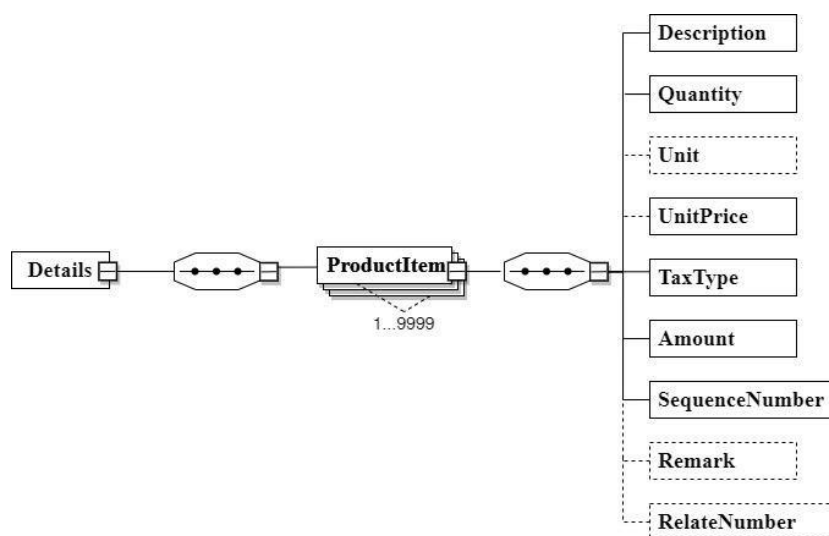 Description
Quantity
Unit
UnitPrice
Details
ProductItem
TaxType
1...9999
Amount
SequenceNumber
Remark
RelateNumber